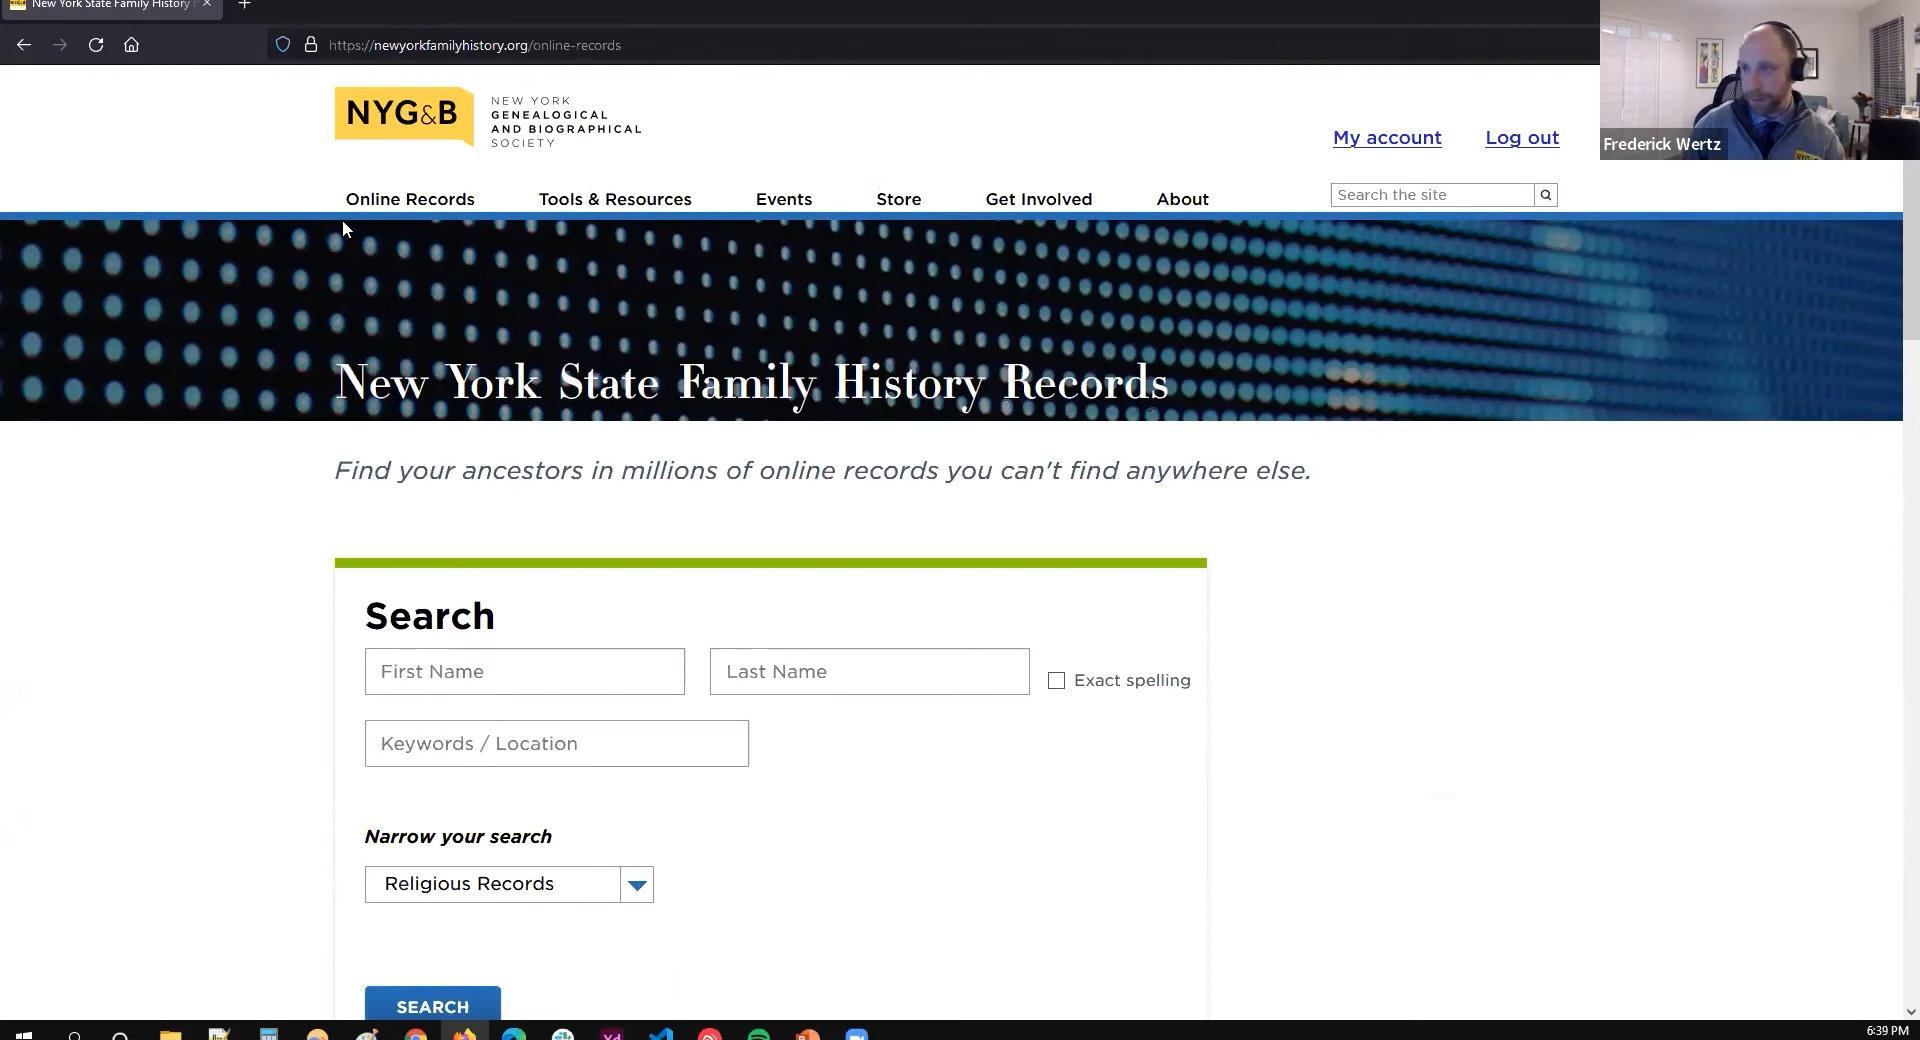 New York State Family History
https://newyorkfamilyhistory.org/online-records
NYG&B
NEW YORK
GENEALOGICAL
AND BIOGRAPHICAL
SOCIETY
My account
Log out
Frederick Wertz
Online Records
Tools & Resources
Events
Store
Get Involved
About
Search the site
New York State Family History Records
Find your ancestors in millions of online records you can't find anywhere else.
Search
First Name
Last Name
Exact spelling
Keywords / Location
Narrow your search
Religious Records
SEARCH
6:39 PM